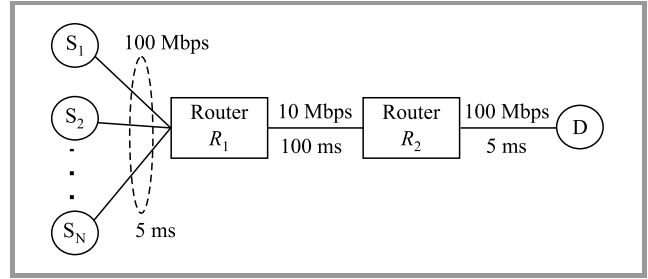 S1
100 Mbps
S2
Router
R1
10 Mbps
100 ms
Router
R2
100 Mbps
5 ms
D
SN
5 ms